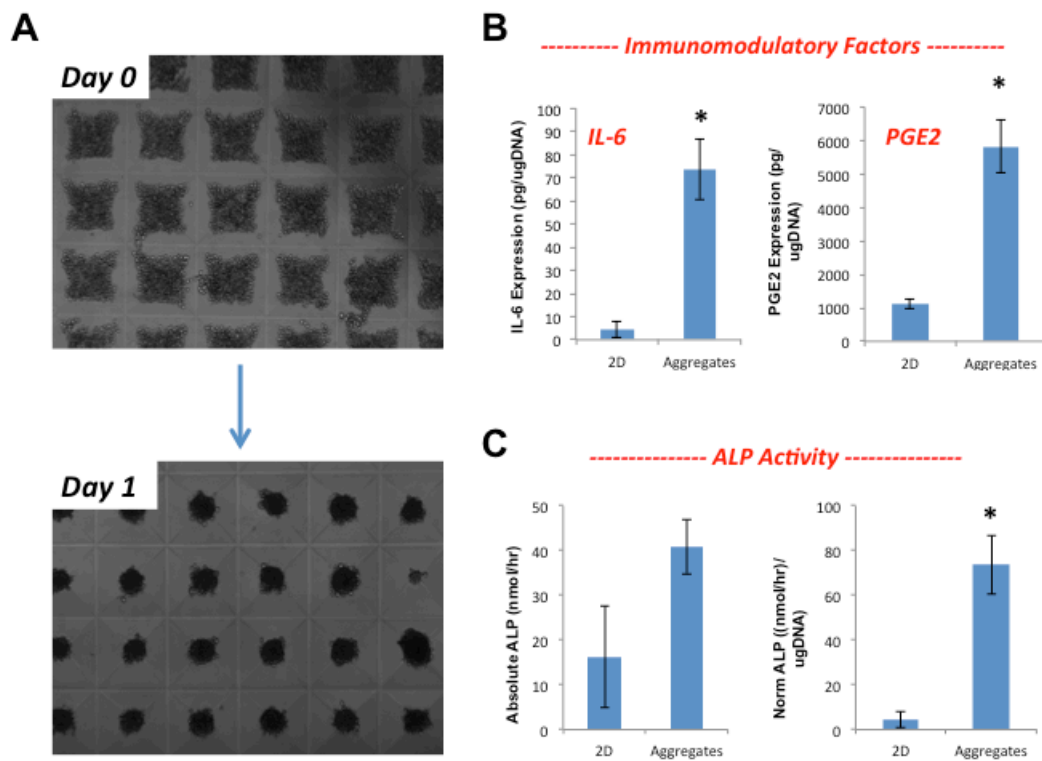 A
Day 0
Day 1
B
---------- Immunomodulatory Factors ----------
IL-6 Expression (pg/ugDNA)
100
90
80
70
60
50
40
30
20
10
0
IL-6
*
2D
Aggregates
PGE2 Expression (pg/
ugDNA)
7000
6000
5000
4000
3000
2000
1000
0
PGE2
*
2D
Aggregates
C
--------------- ALP Activity ---------------
Absolute ALP (nmol/hr)
50
40
30
20
10
0
2D
Aggregates
Norm ALP ((nmol/hr)/
ugDNA)
100
80
60
40
20
0
*
2D
Aggregates